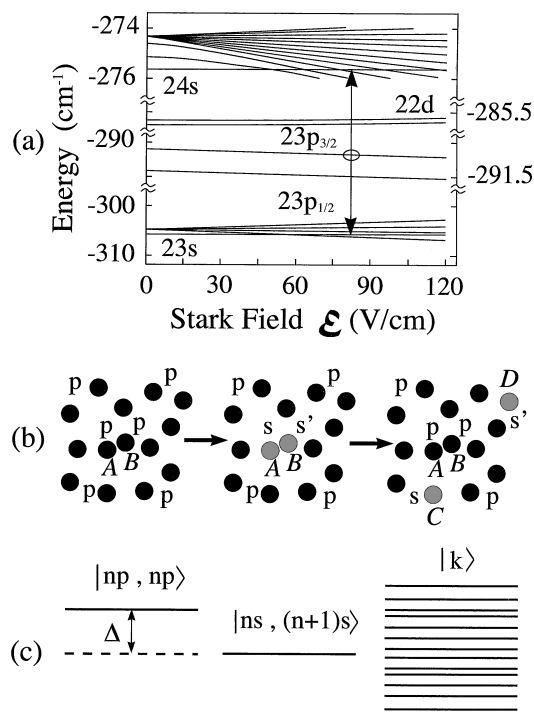 (a)
Energy (cm⁻¹)
-274
-276
-290
-300
-310
24s
22d
23p₃/₂
23p₁/₂
23s
-285.5
-291.5
0 30 60 90 120
Stark Field ℇ (V/cm)
(b)
p p p p p A B p p
s s' A B p p p p
D s' p p p A B s C p
(c)
|np , np⟩
Δ
|ns , (n+1)s⟩
|k⟩